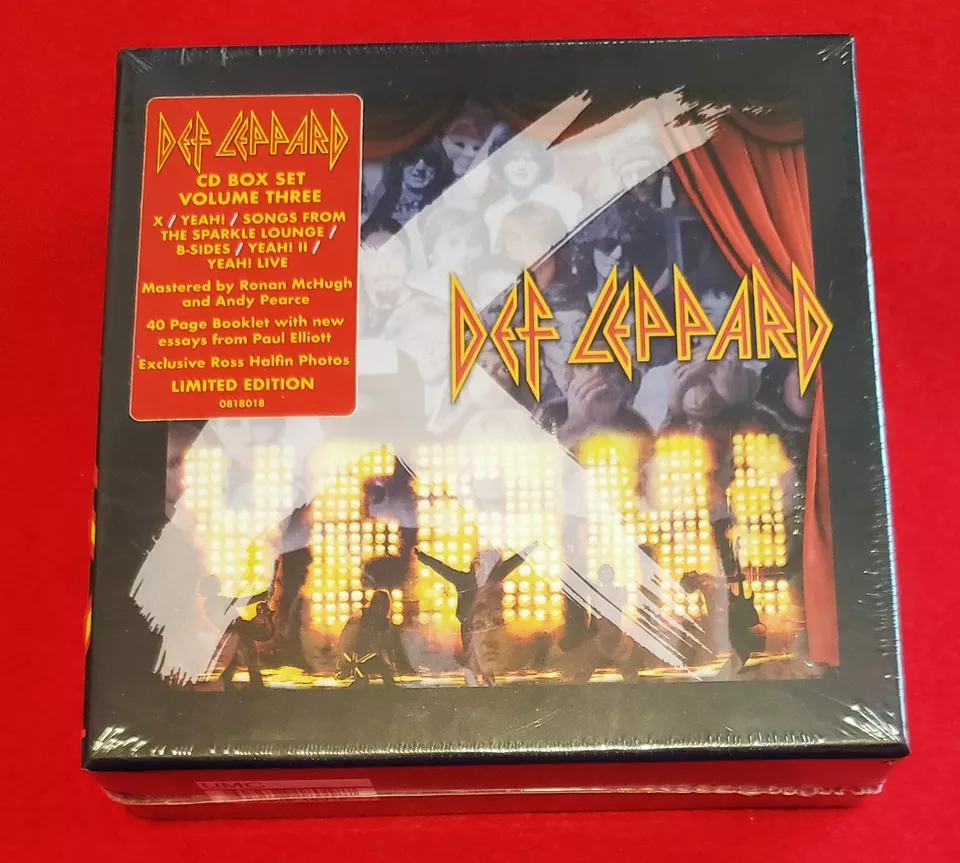 DEF LEPPARD
CD BOX SET
VOLUME THREE
X / YEAH! / SONGS FROM
THE SPARKLE LOUNGE /
B-SIDES / YEAH! II /
YEAH! LIVE
Mastered by Ronan McHugh
and Andy Pearce
40 Page Booklet with new
essays from Paul Elliott
Exclusive Ross Halfin Photos
LIMITED EDITION
0818018
DEF LEPPARD
YEAH!
UMC